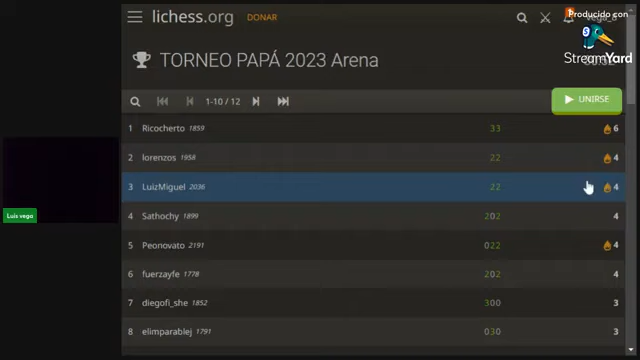 lichess.org DONAR
Producido con
StreamYard
TORNEO PAPÁ 2023 Arena
1-10 / 12
UNIRSE
1 Ricocherto 1859 33 6
2 lorenzos 1958 22 4
3 LuizMiguel 2036 22 4
4 Sathochy 1899 202 4
5 Peonovato 2191 022 4
6 fuerzayfe 1778 202 4
7 diegofi_she 1852 300 3
8 elimparablej 1791 030 3
Luis vega